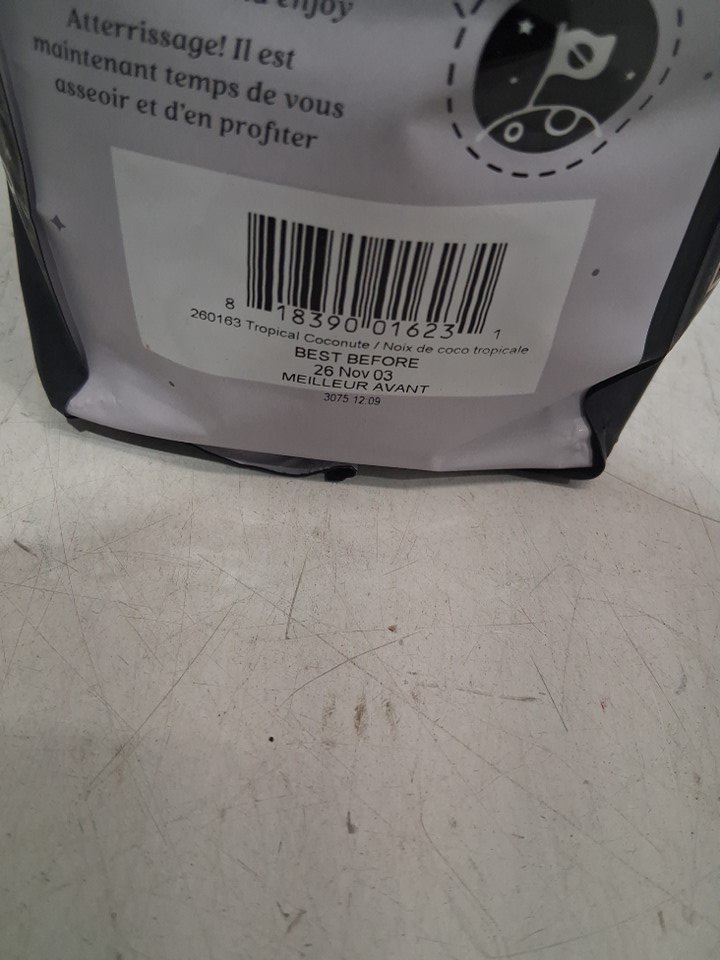 enjoy
Atterrissage! Il est
maintenant temps de vous
asseoir et d'en profiter
8 18390 01623 1
260163 Tropical Coconute / Noix de coco tropicale
BEST BEFORE
26 Nov 03
MEILLEUR AVANT
3075 12:09